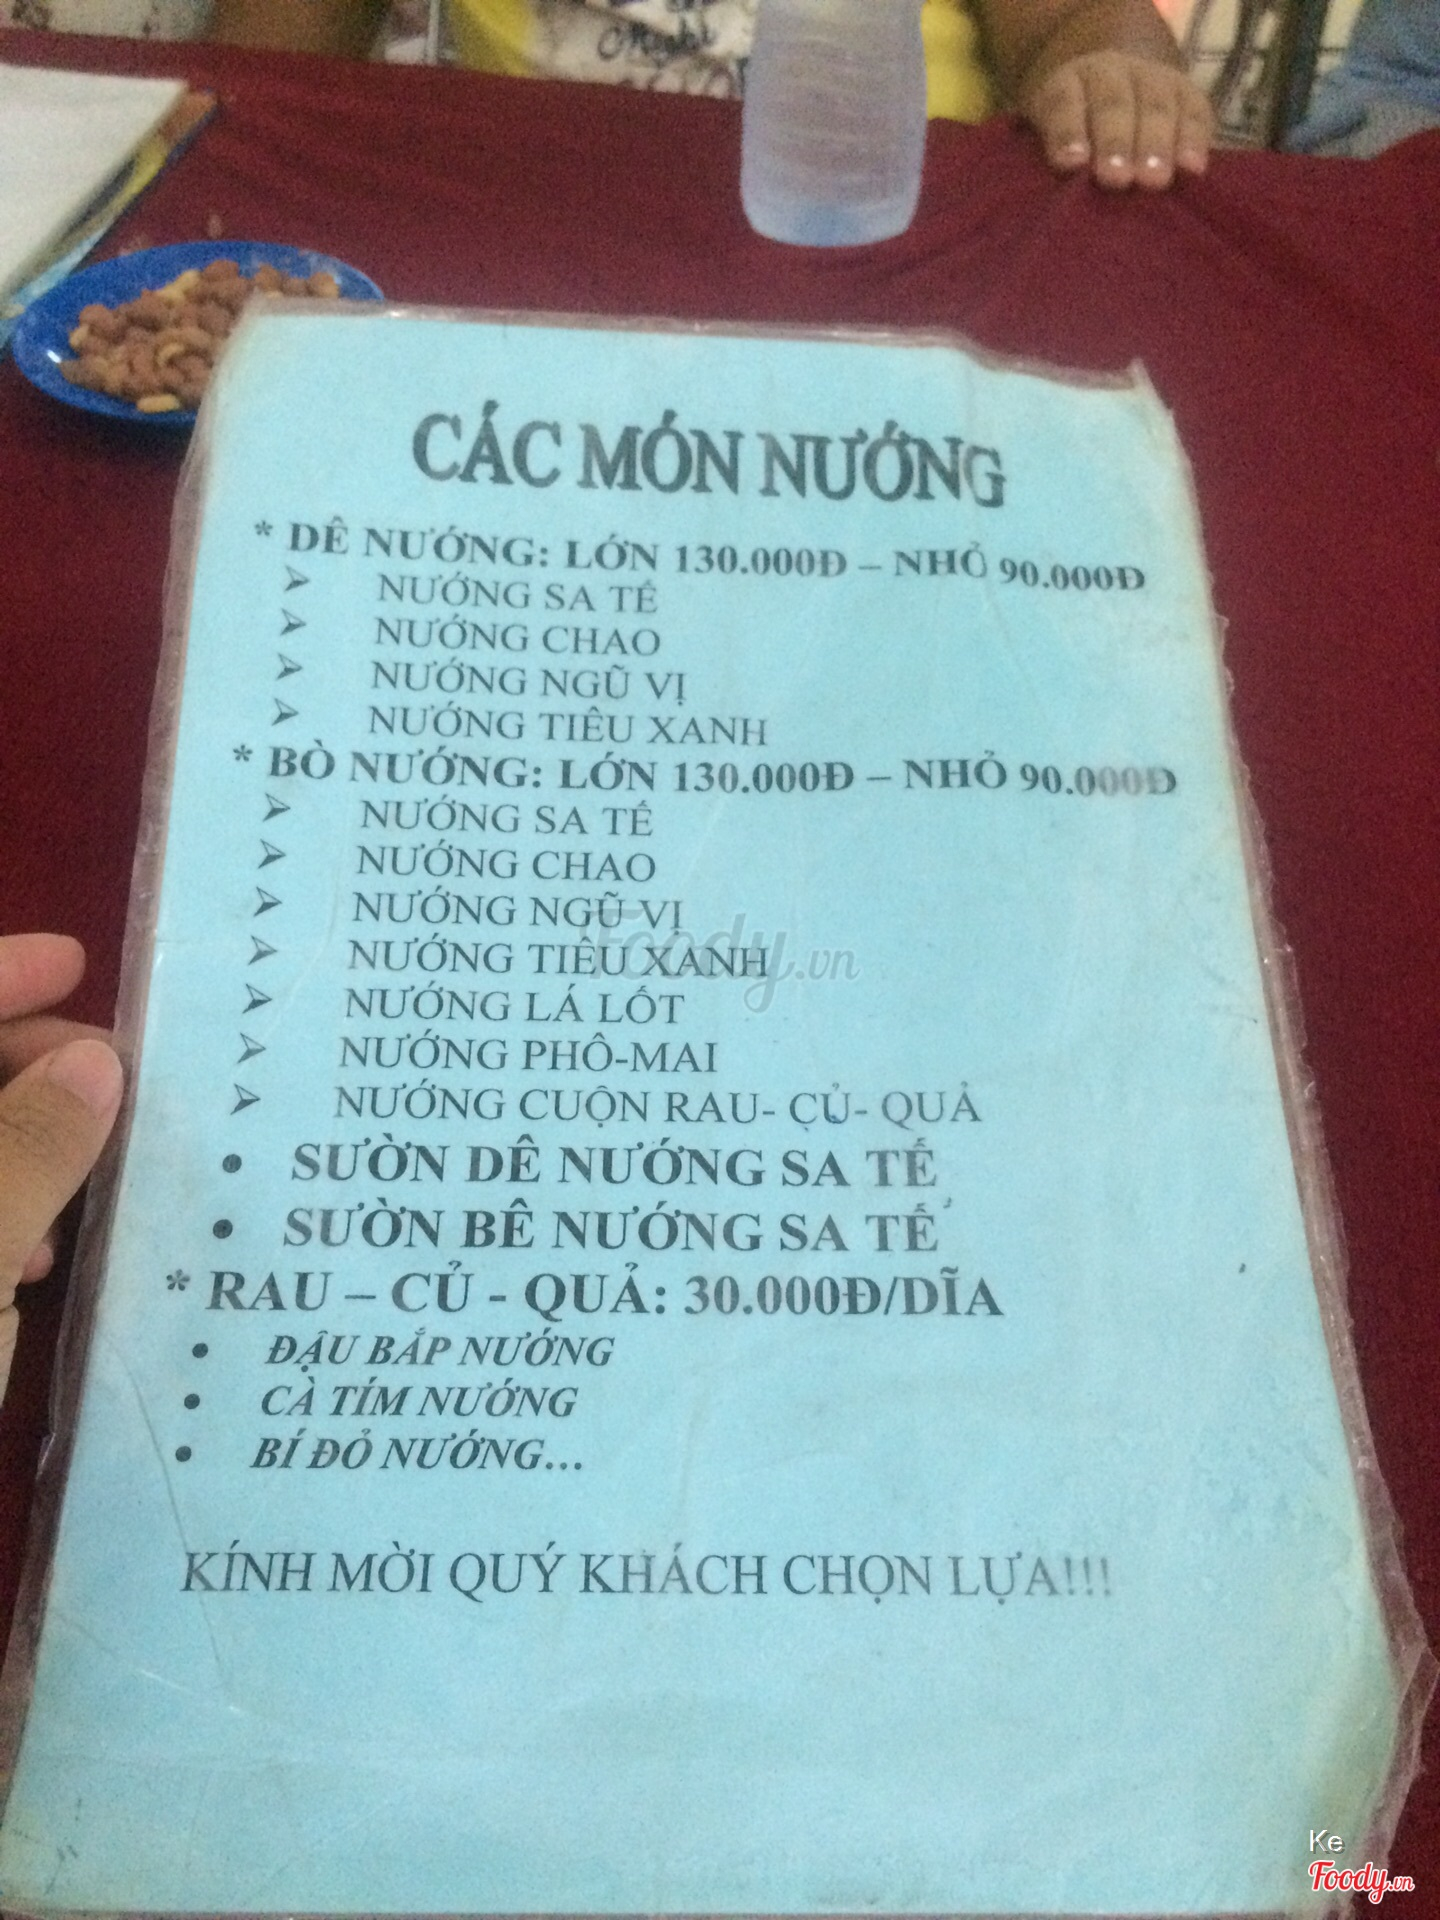 Night
CÁC MÓN NƯỚNG
* DÊ NƯỚNG: LỚN 130.000Đ – NHỎ 90.000Đ
➢ NƯỚNG SA TẾ
➢ NƯỚNG CHAO
➢ NƯỚNG NGŨ VỊ
➢ NƯỚNG TIÊU XANH
* BÒ NƯỚNG: LỚN 130.000Đ – NHỎ 90.000Đ
➢ NƯỚNG SA TẾ
➢ NƯỚNG CHAO
➢ NƯỚNG NGŨ VỊ
➢ NƯỚNG TIÊU XANH
➢ NƯỚNG LÁ LỐT
➢ NƯỚNG PHÔ-MAI
➢ NƯỚNG CUỘN RAU- CỦ- QUẢ
• SƯỜN DÊ NƯỚNG SA TẾ
• SƯỜN BÊ NƯỚNG SA TẾ
* RAU – CỦ - QUẢ: 30.000Đ/DĨA
• ĐẬU BẮP NƯỚNG
• CÀ TÍM NƯỚNG
• BÍ ĐỎ NƯỚNG...
KÍNH MỜI QUÝ KHÁCH CHỌN LỰA!!!
Foody.vn
Ke
Foody.vn